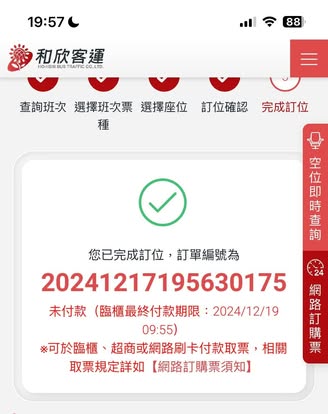 19:57
88
和欣客運
HO-HSIN BUS TRAFFIC CO.,LTD.
查詢班次
選擇班次票種
選擇座位
訂位確認
完成訂位
空位即時查詢
24
網路訂購票
您已完成訂位,訂單編號為
20241217195630175
未付款(臨櫃最終付款期限:2024/12/19
09:55)
※可於臨櫃、超商或網路刷卡付款取票,相關
取票規定詳如【網路訂購票須知】